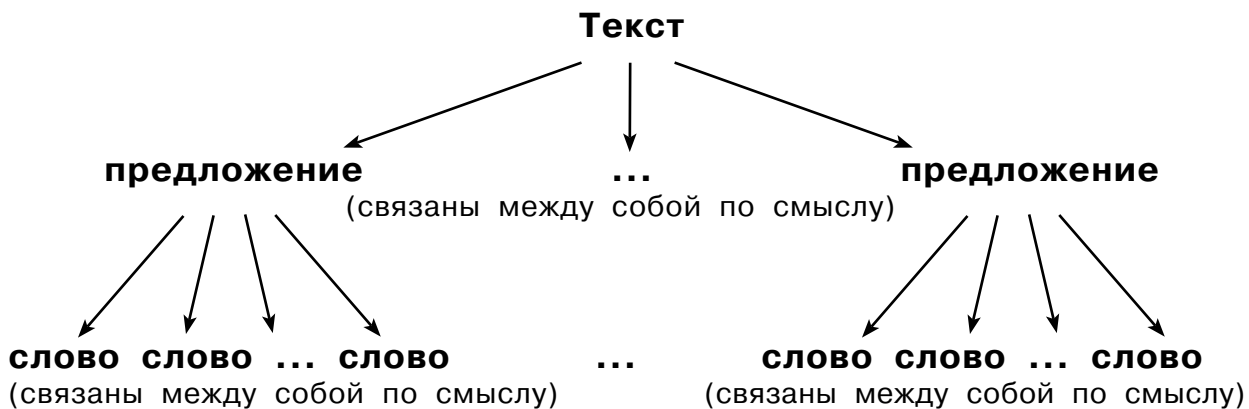 Текст
предложение ... предложение
(связаны между собой по смыслу)
слово слово ... слово ... слово слово ... слово
(связаны между собой по смыслу) (связаны между собой по смыслу)